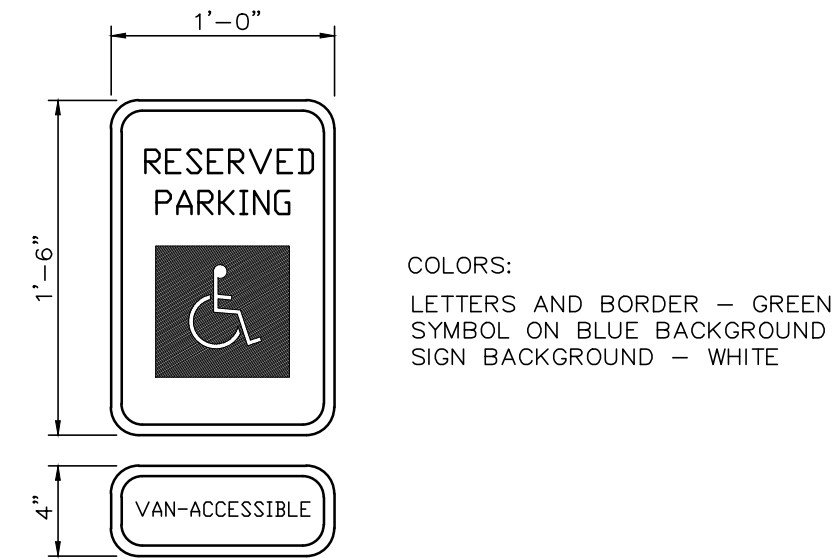 1'-0"
RESERVED
PARKING
1'-6"
COLORS:
LETTERS AND BORDER - GREEN
SYMBOL ON BLUE BACKGROUND
SIGN BACKGROUND - WHITE
VAN-ACCESSIBLE
4"